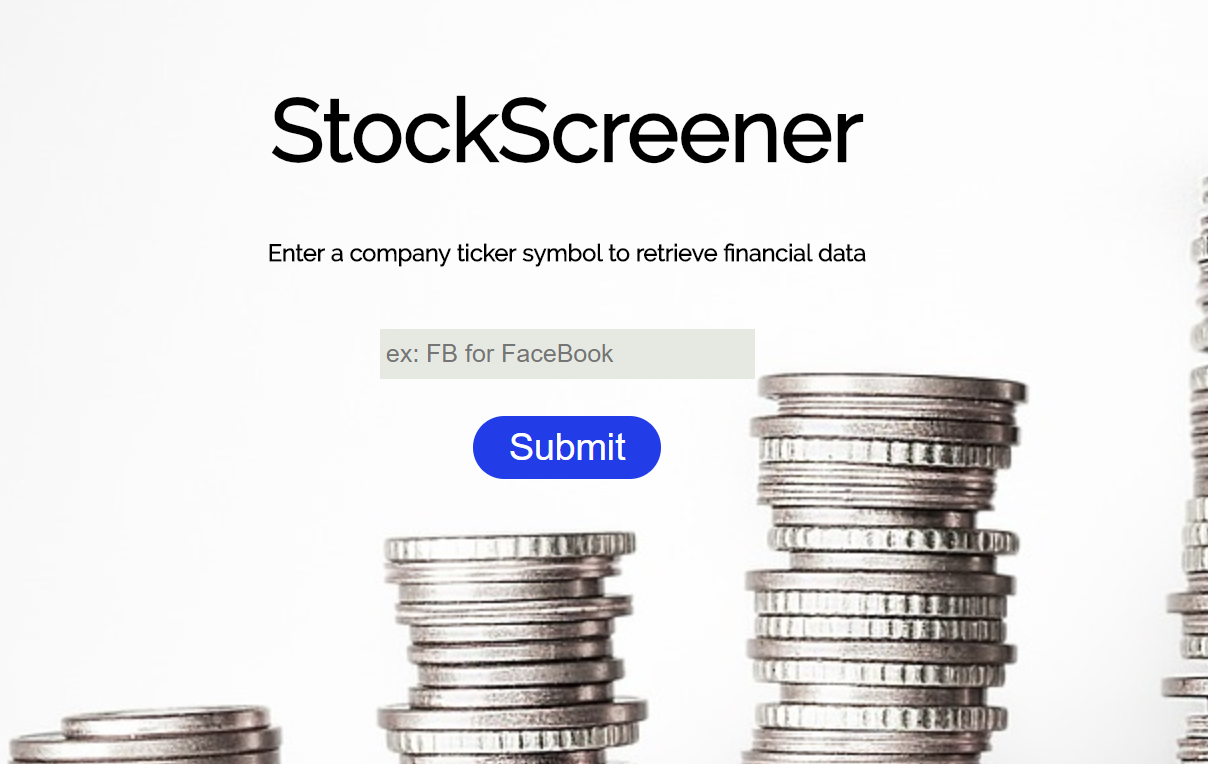 StockScreener
Enter a company ticker symbol to retrieve financial data
ex: FB for FaceBook
Submit